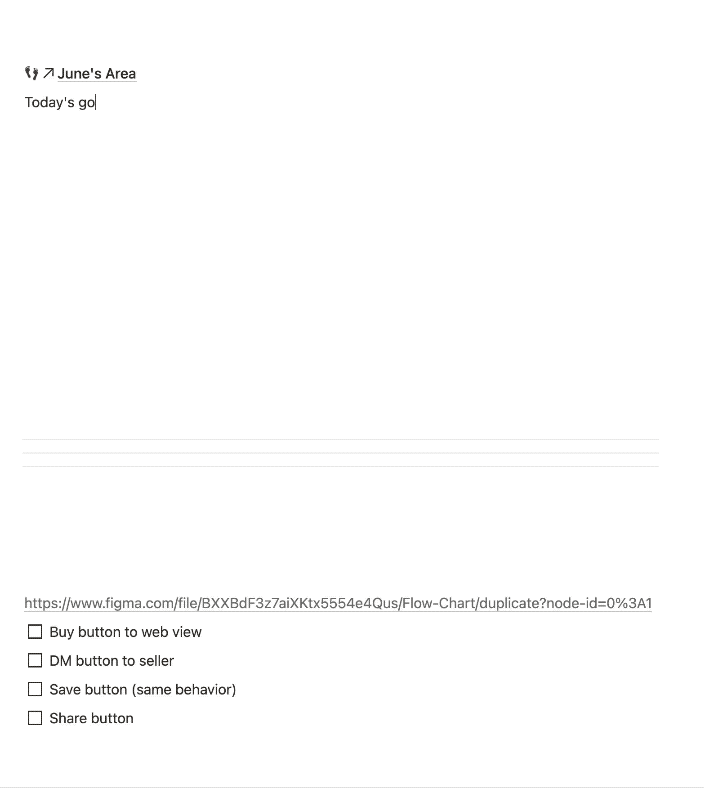 👣↗June's Area
Today's go
https://www.figma.com/file/BXXBdF3z7aiXKtx5554e4Qus/Flow-Chart/duplicate?node-id=0%3A1
Buy button to web view
DM button to seller
Save button (same behavior)
Share button